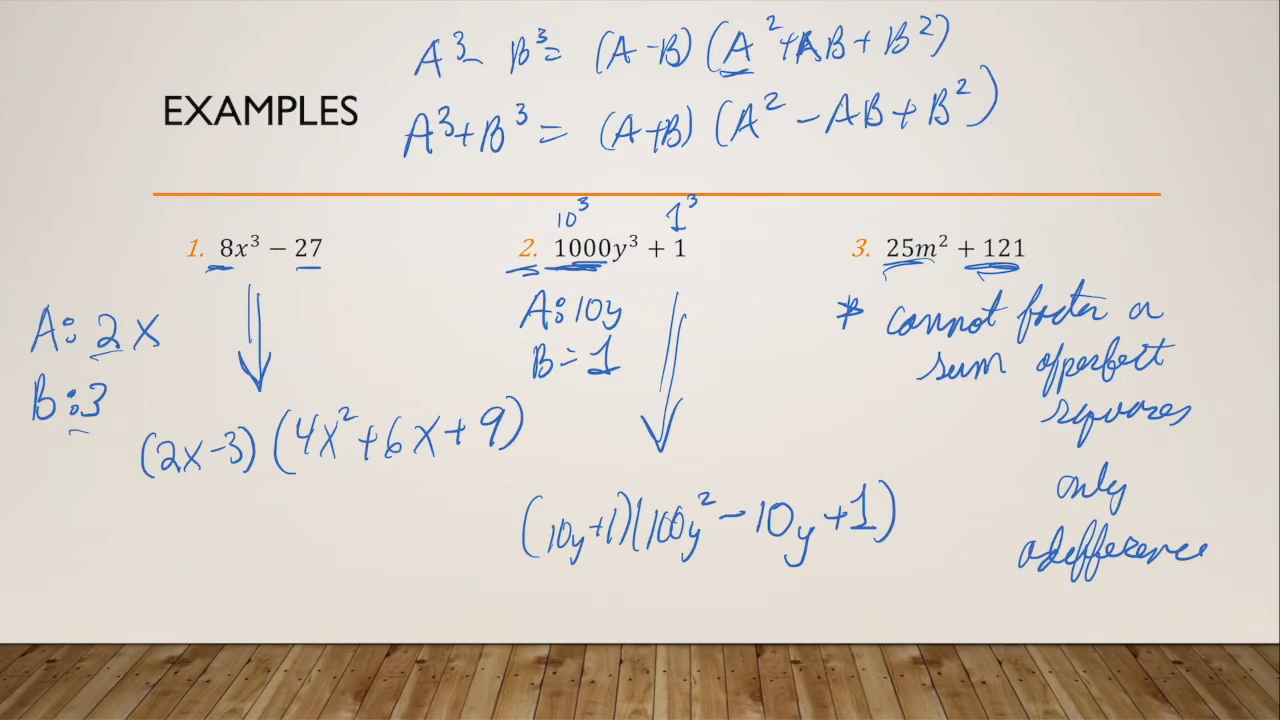 A³ - B³ = (A - B) (A² + AB + B²)
EXAMPLES
A³ + B³ = (A + B) (A² - AB + B²)
10³ 1³
1. 8x³ − 27
2. 1000y³ + 1
3. 25m² + 121
A: 2x
B: 3
(2x - 3) (4x² + 6x + 9)
A: 10y
B = 1
(10y + 1) (100y² - 10y + 1)
* cannot factor a
sum of perfect
squares
only
a defference